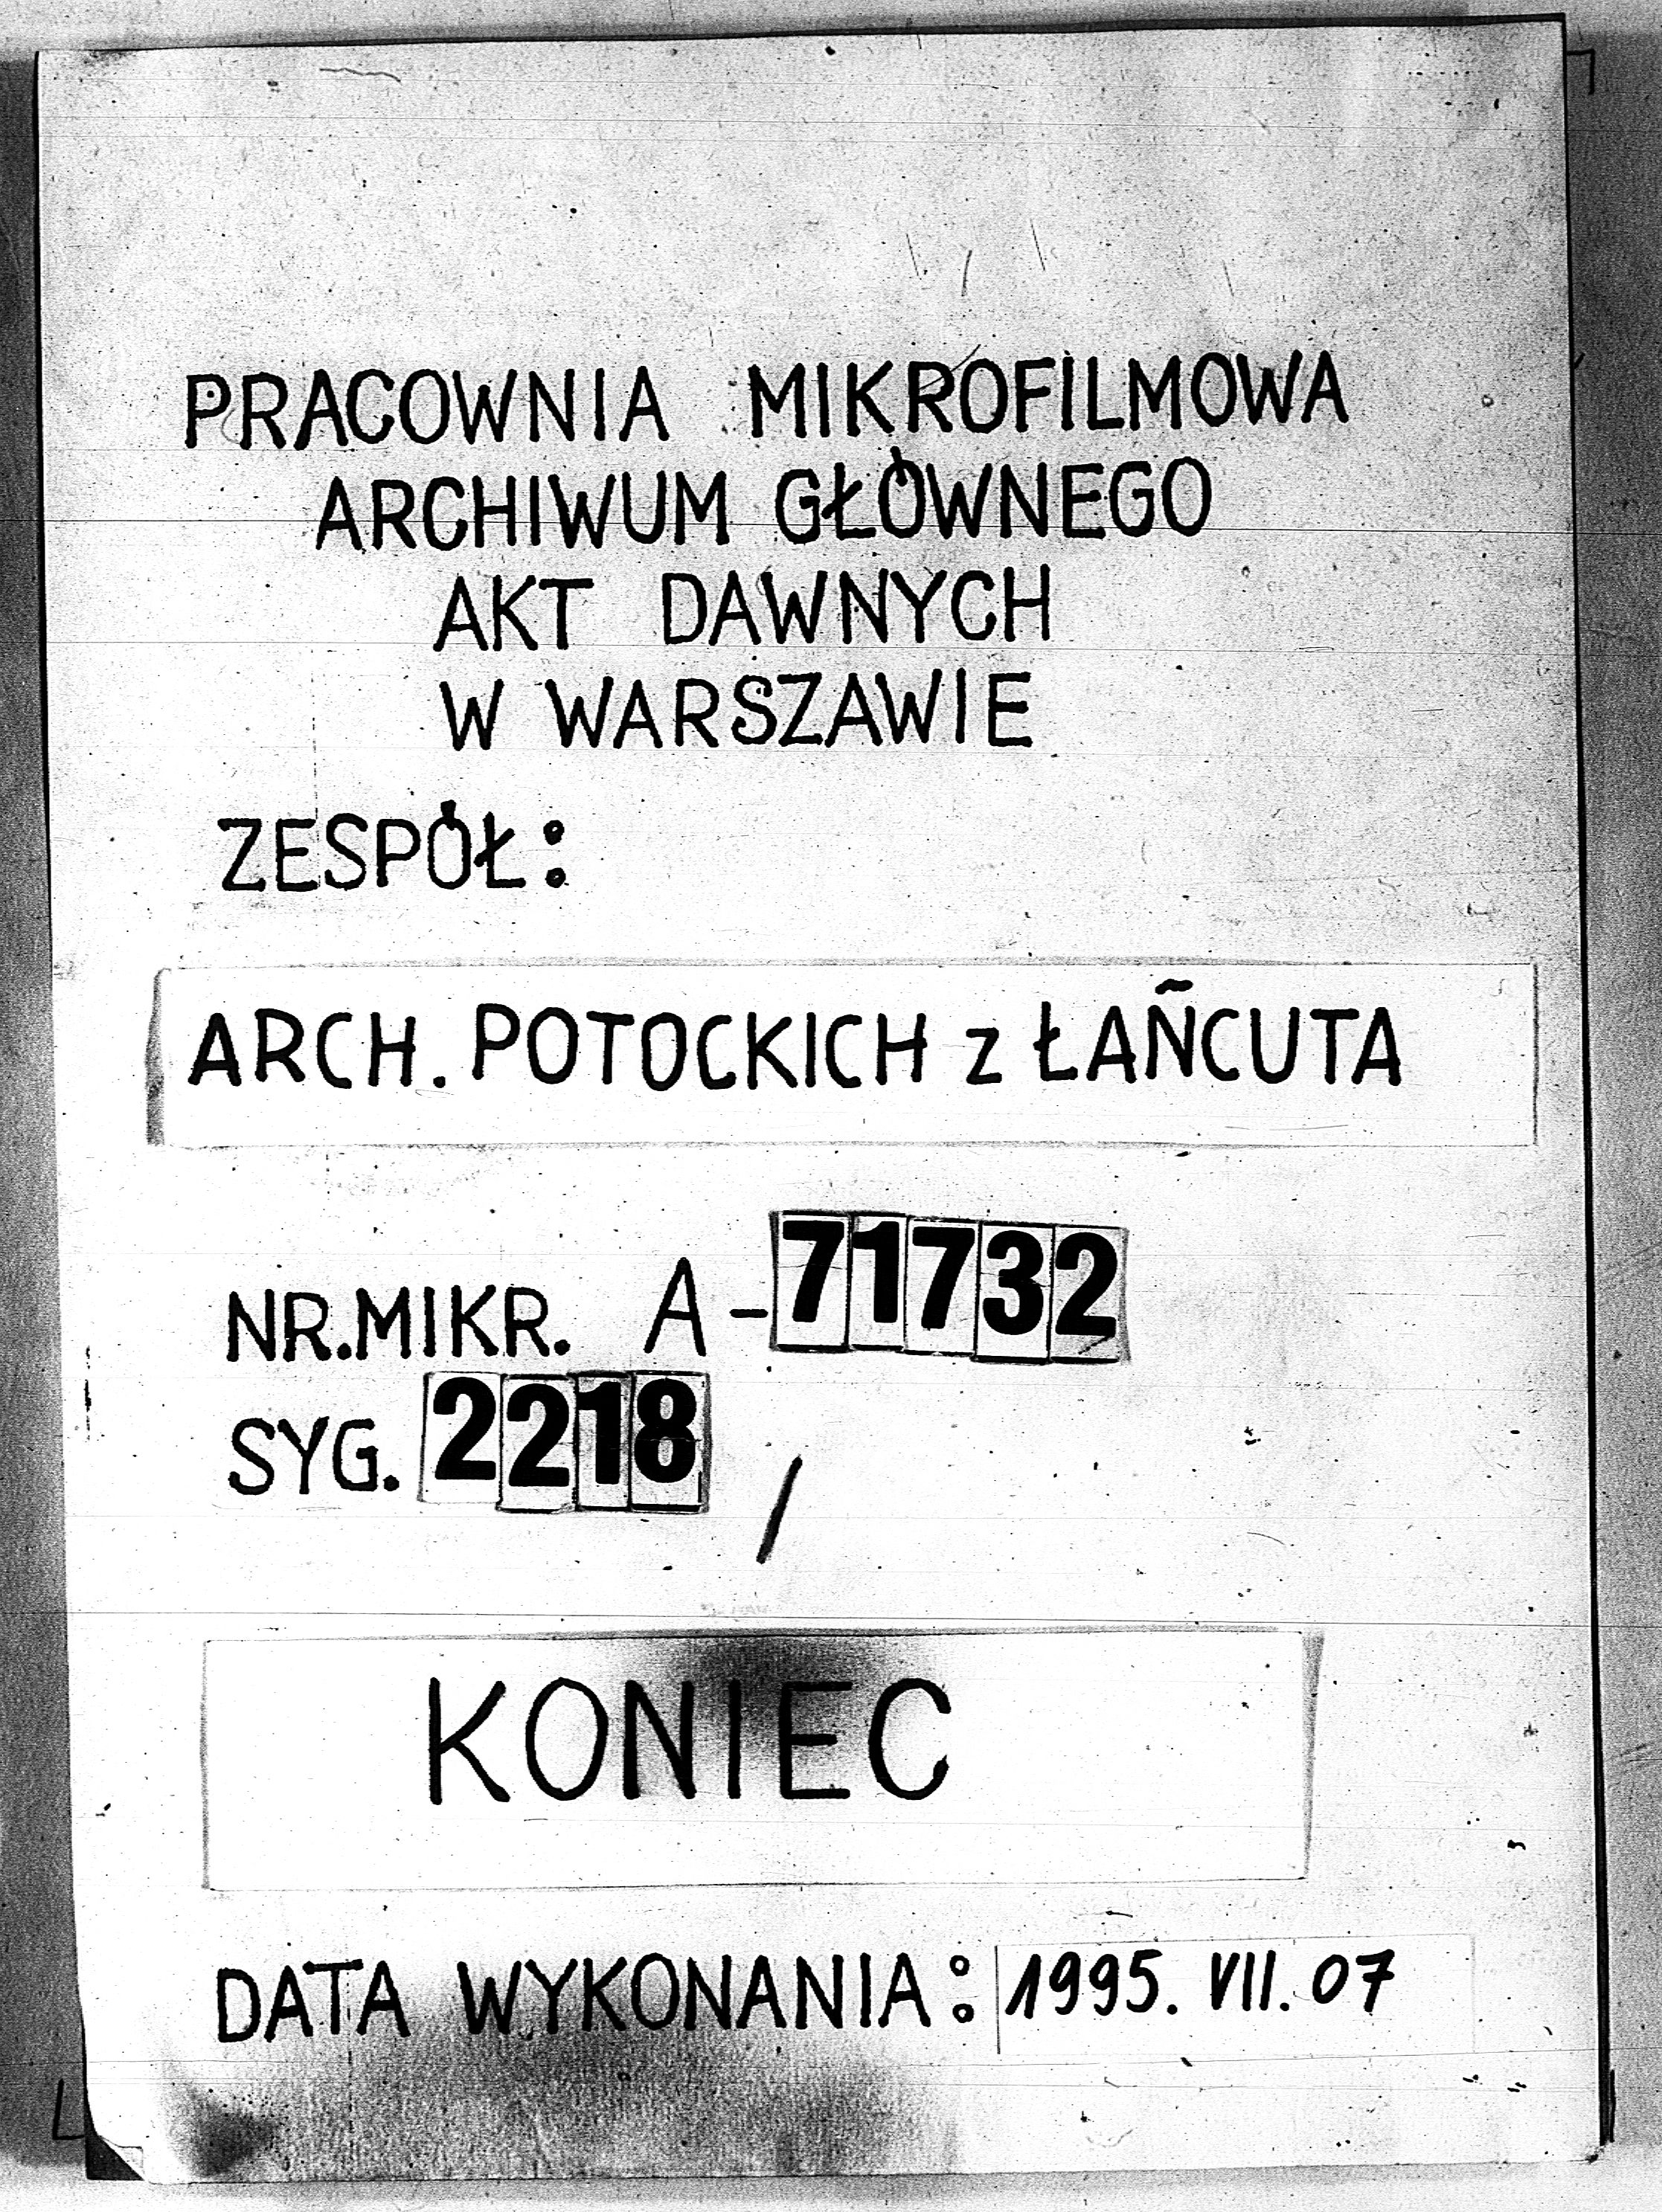 PRACOWNIA MIKROFILMOWA
ARCHIWUM GŁÓWNEGO
AKT DAWNYCH
W WARSZAWIE
ZESPÓŁ:
ARCH. POTOCKICH z ŁAŃCUTA
NR.MIKR. A-71732
SYG. 2218 /
KONIEC
DATA WYKONANIA: 1995. VII. 07